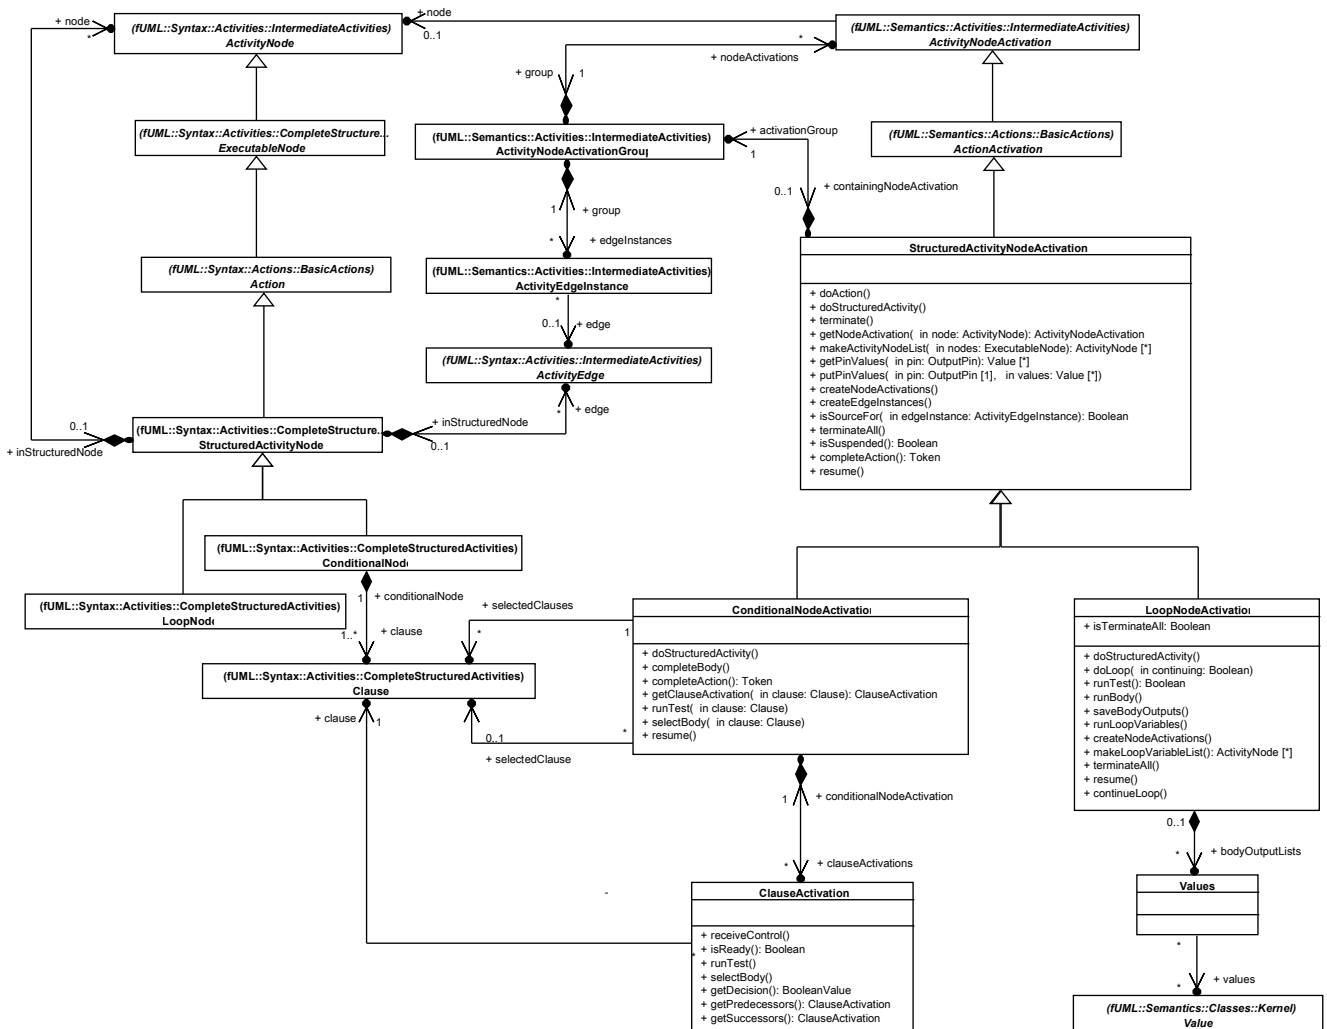 + node
*
(fUML::Syntax::Activities::IntermediateActivities)
ActivityNode
+ node
0..1
(fUML::Semantics::Activities::IntermediateActivities)
ActivityNodeActivation
+ group
1
*
+ nodeActivations
(fUML::Syntax::Activities::CompleteStructure...
ExecutableNode
(fUML::Semantics::Activities::IntermediateActivities)
ActivityNodeActivationGroup
+ activationGroup
1
(fUML::Semantics::Actions::BasicActions)
ActionActivation
0..1
+ containingNodeActivation
1
+ group
*
+ edgeInstances
(fUML::Syntax::Actions::BasicActions)
Action
(fUML::Semantics::Activities::IntermediateActivities)
ActivityEdgeInstance
*
0..1
+ edge
(fUML::Syntax::Activities::IntermediateActivities)
ActivityEdge
*
+ edge
StructuredActivityNodeActivation
+ doAction()
+ doStructuredActivity()
+ terminate()
+ getNodeActivation( in node: ActivityNode): ActivityNodeActivation
+ makeActivityNodeList( in nodes: ExecutableNode): ActivityNode [*]
+ getPinValues( in pin: OutputPin): Value [*]
+ putPinValues( in pin: OutputPin [1], in values: Value [*])
+ createNodeActivations()
+ createEdgeInstances()
+ isSourceFor( in edgeInstance: ActivityEdgeInstance): Boolean
+ terminateAll()
+ isSuspended(): Boolean
+ completeAction(): Token
+ resume()
0..1
+ inStructuredNode
(fUML::Syntax::Activities::CompleteStructure...
StructuredActivityNode
+ inStructuredNode
0..1
(fUML::Syntax::Activities::CompleteStructuredActivities)
ConditionalNode
(fUML::Syntax::Activities::CompleteStructuredActivities)
LoopNode
1
+ conditionalNode
1..*
+ clause
(fUML::Syntax::Activities::CompleteStructuredActivities)
Clause
+ selectedClauses
*
1
+ clause
1
0..1
*
+ selectedClause
ConditionalNodeActivation
+ doStructuredActivity()
+ completeBody()
+ completeAction(): Token
+ getClauseActivation( in clause: Clause): ClauseActivation
+ runTest( in clause: Clause)
+ selectBody( in clause: Clause)
+ resume()
LoopNodeActivation
+ isTerminateAll: Boolean
+ doStructuredActivity()
+ doLoop( in continuing: Boolean)
+ runTest(): Boolean
+ runBody()
+ saveBodyOutputs()
+ runLoopVariables()
+ createNodeActivations()
+ makeLoopVariableList(): ActivityNode [*]
+ terminateAll()
+ resume()
+ continueLoop()
1
+ conditionalNodeActivation
*
+ clauseActivations
0..1
*
+ bodyOutputLists
-
ClauseActivation
*
+ receiveControl()
+ isReady(): Boolean
+ runTest()
+ selectBody()
+ getDecision(): BooleanValue
+ getPredecessors(): ClauseActivation
+ getSuccessors(): ClauseActivation
Values
*
*
+ values
(fUML::Semantics::Classes::Kernel)
Value